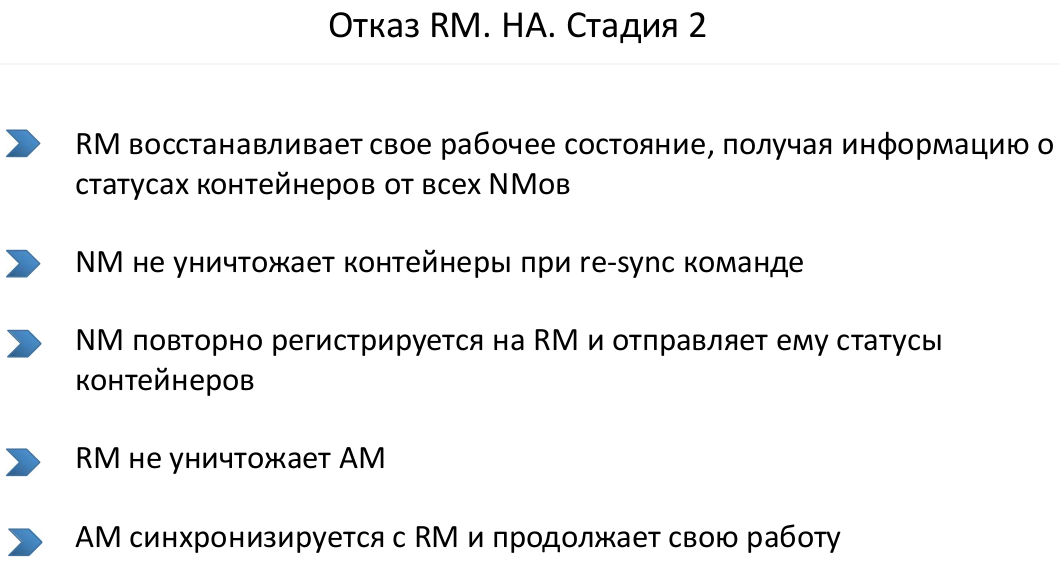 Отказ RM. HA. Стадия 2
RM восстанавливает свое рабочее состояние, получая информацию о
статусах контейнеров от всех NMов
NM не уничтожает контейнеры при re-sync команде
NM повторно регистрируется на RM и отправляет ему статусы
контейнеров
RM не уничтожает AM
AM синхронизируется с RM и продолжает свою работу